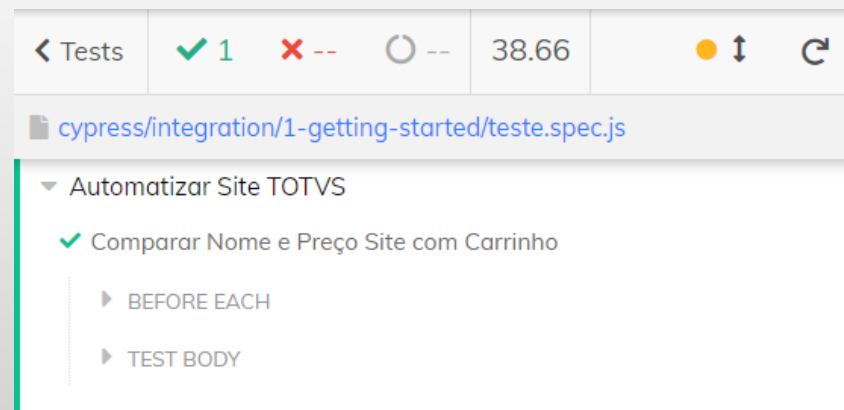 Tests 1 -- -- 38.66
cypress/integration/1-getting-started/teste.spec.js
Automatizar Site TOTVS
Comparar Nome e Preço Site com Carrinho
BEFORE EACH
TEST BODY